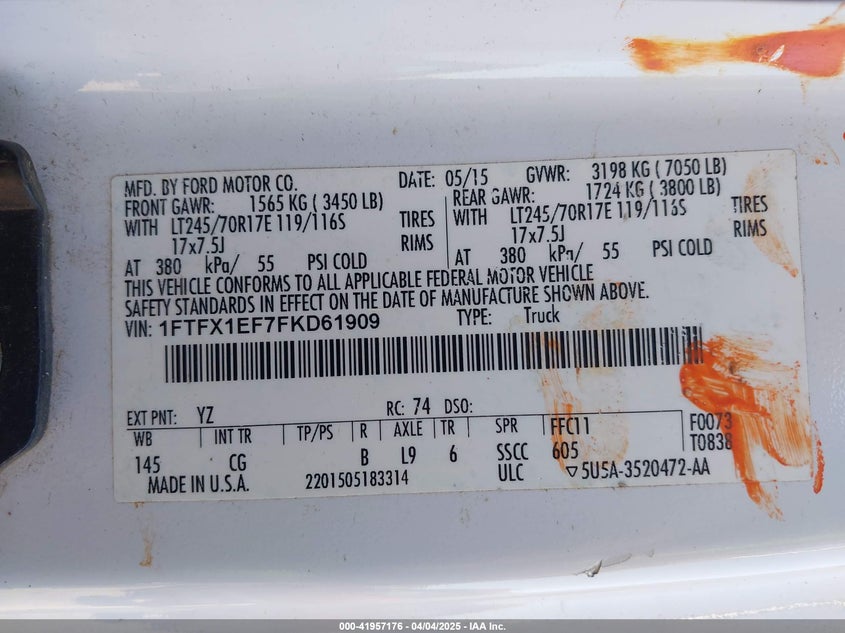 MFD. BY FORD MOTOR CO. DATE: 05/15 GVWR: 3198 KG ( 7050 LB)
FRONT GAWR: 1565 KG ( 3450 LB) REAR GAWR: 1724 KG ( 3800 LB)
WITH LT245/70R17E 119/116S TIRES WITH LT245/70R17E 119/116S TIRES
17x7.5J RIMS 17x7.5J RIMS
AT 380 kPa/ 55 PSI COLD AT 380 kPa/ 55 PSI COLD
THIS VEHICLE CONFORMS TO ALL APPLICABLE FEDERAL MOTOR VEHICLE
SAFETY STANDARDS IN EFFECT ON THE DATE OF MANUFACTURE SHOWN ABOVE.
VIN: 1FTFX1EF7FKD61909 TYPE: Truck
EXT PNT: YZ RC: 74 DSO: F0073
WB INT TR TP/PS R AXLE TR SPR FFC11 T0838
145 CG B L9 6 SSCC 605
MADE IN U.S.A. 2201505183314 ULC ▽5U5A-3520472-AA
000-41957176 - 04/04/2025 - IAA Inc.